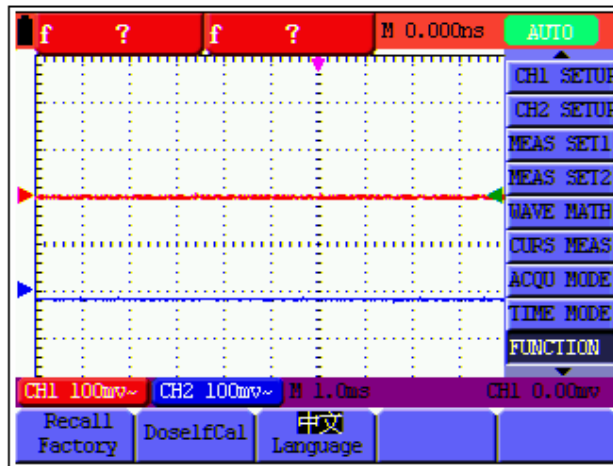 f ? f ? M 0.000ns AUTO
CH1 SETUP
CH2 SETUP
MEAS SET1
MEAS SET2
WAVE MATH
CURS MEAS
ACQU MODE
TIME MODE
FUNCTION
CH1 100mv~ CH2 100mv~ M 1.0ms CH1 0.00mv
Recall Factory
DoselfCal
中文
Language